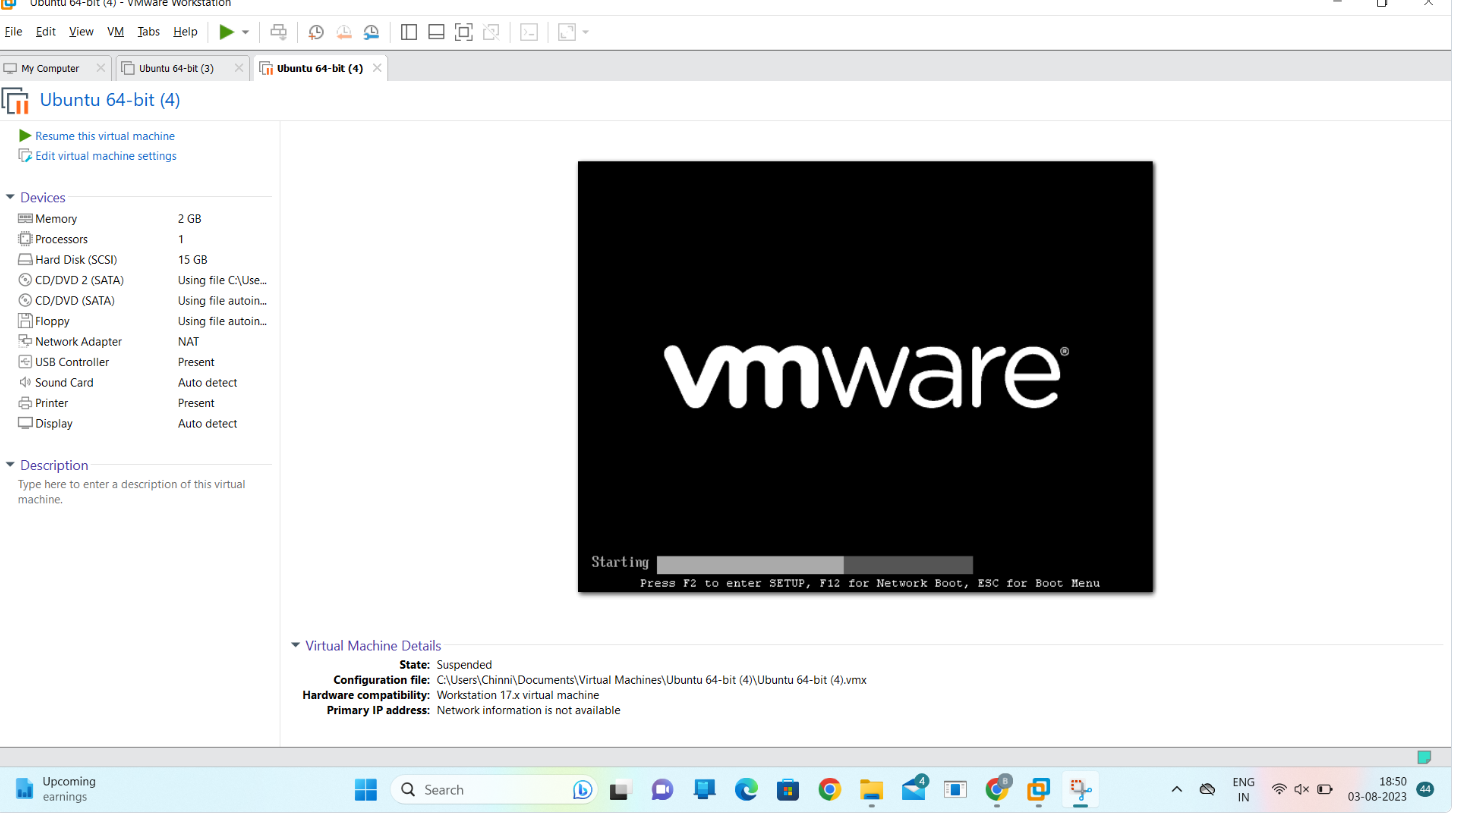 Ubuntu 64-bit (4) - VMware Workstation
File Edit View VM Tabs Help
My Computer
Ubuntu 64-bit (3)
Ubuntu 64-bit (4)
Ubuntu 64-bit (4)
Resume this virtual machine
Edit virtual machine settings
Devices
Memory 2 GB
Processors 1
Hard Disk (SCSI) 15 GB
CD/DVD 2 (SATA) Using file C:\Use...
CD/DVD (SATA) Using file autoin...
Floppy Using file autoin...
Network Adapter NAT
USB Controller Present
Sound Card Auto detect
Printer Present
Display Auto detect
Description
Type here to enter a description of this virtual
machine.
vmware®
Starting
Press F2 to enter SETUP, F12 for Network Boot, ESC for Boot Menu
Virtual Machine Details
State: Suspended
Configuration file: C:\Users\Chinni\Documents\Virtual Machines\Ubuntu 64-bit (4)\Ubuntu 64-bit (4).vmx
Hardware compatibility: Workstation 17.x virtual machine
Primary IP address: Network information is not available
Upcoming
earnings
Search
4
8
ENG
IN
18:50
03-08-2023
44